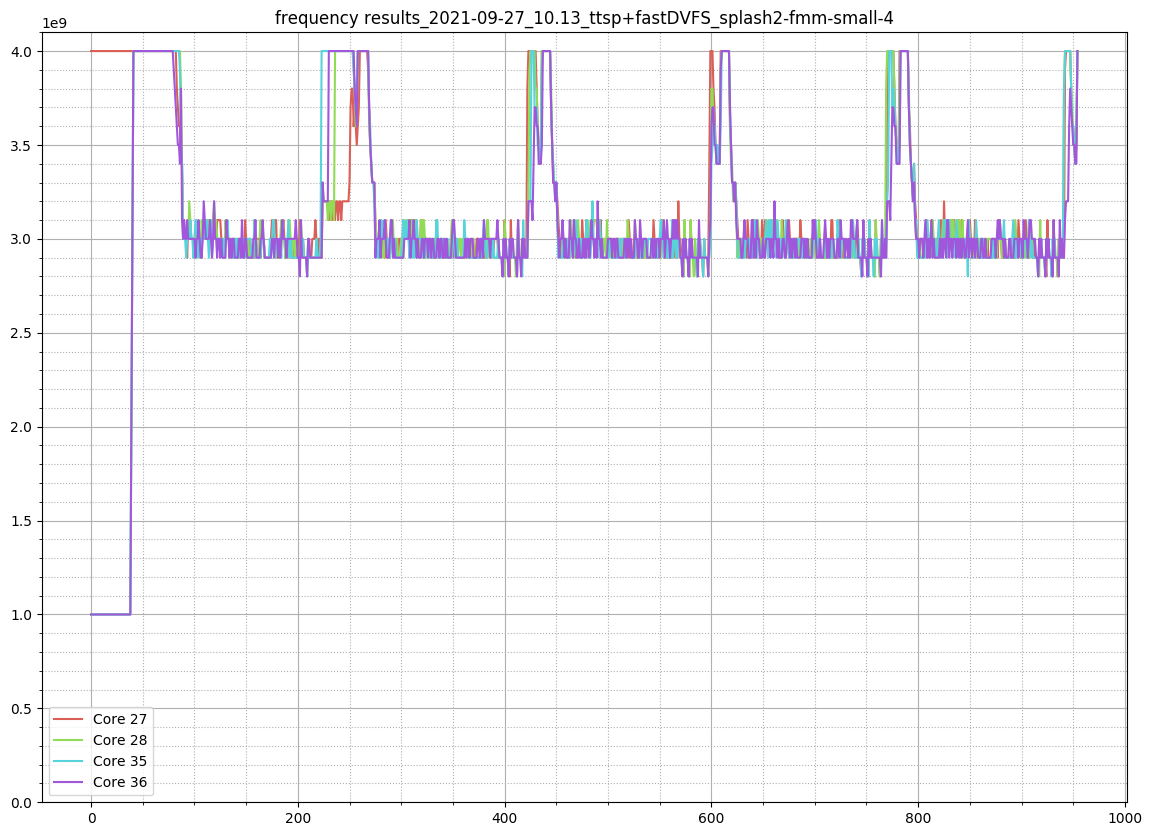 frequency results_2021-09-27_10.13_ttsp+fastDVFS_splash2-fmm-small-4
1e9
4.0
3.5
3.0
2.5
2.0
1.5
1.0
0.5
0.0
Core 27
Core 28
Core 35
Core 36
0 200 400 600 800 1000